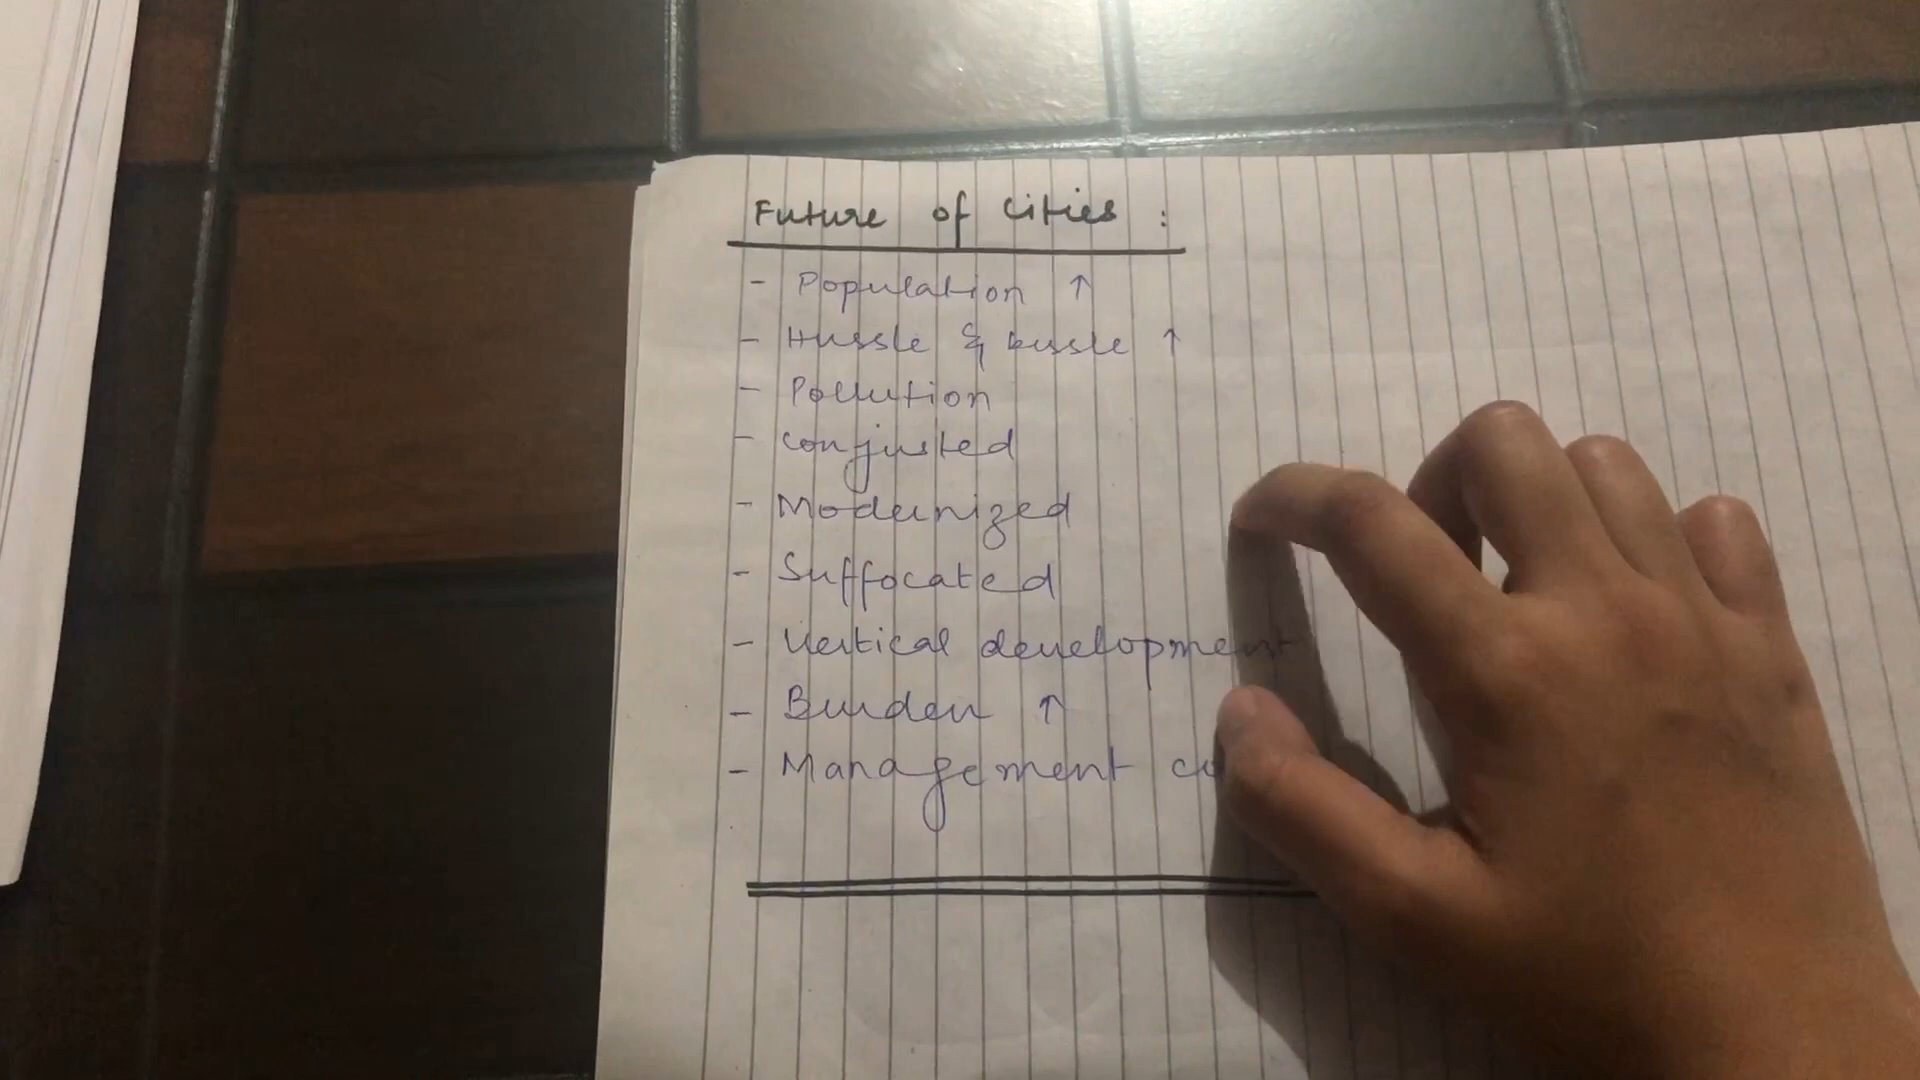 Future of Cities :
- Population ↑
- Hussle & bussle ↑
- Pollution
- conjusted
- Modernized
- Suffocated
- Vertical development
- Burden ↑
- Management